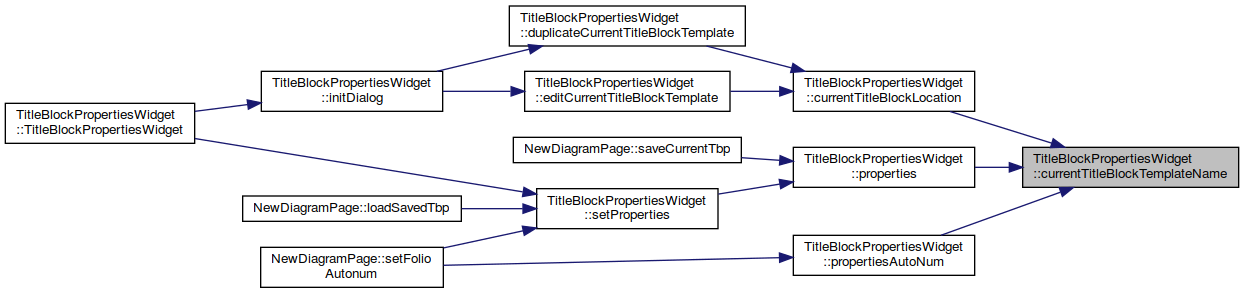 TitleBlockPropertiesWidget
::duplicateCurrentTitleBlockTemplate
TitleBlockPropertiesWidget
::initDialog
TitleBlockPropertiesWidget
::editCurrentTitleBlockTemplate
TitleBlockPropertiesWidget
::currentTitleBlockLocation
TitleBlockPropertiesWidget
::TitleBlockPropertiesWidget
NewDiagramPage::saveCurrentTbp
TitleBlockPropertiesWidget
::properties
TitleBlockPropertiesWidget
::currentTitleBlockTemplateName
NewDiagramPage::loadSavedTbp
TitleBlockPropertiesWidget
::setProperties
NewDiagramPage::setFolio
Autonum
TitleBlockPropertiesWidget
::propertiesAutoNum